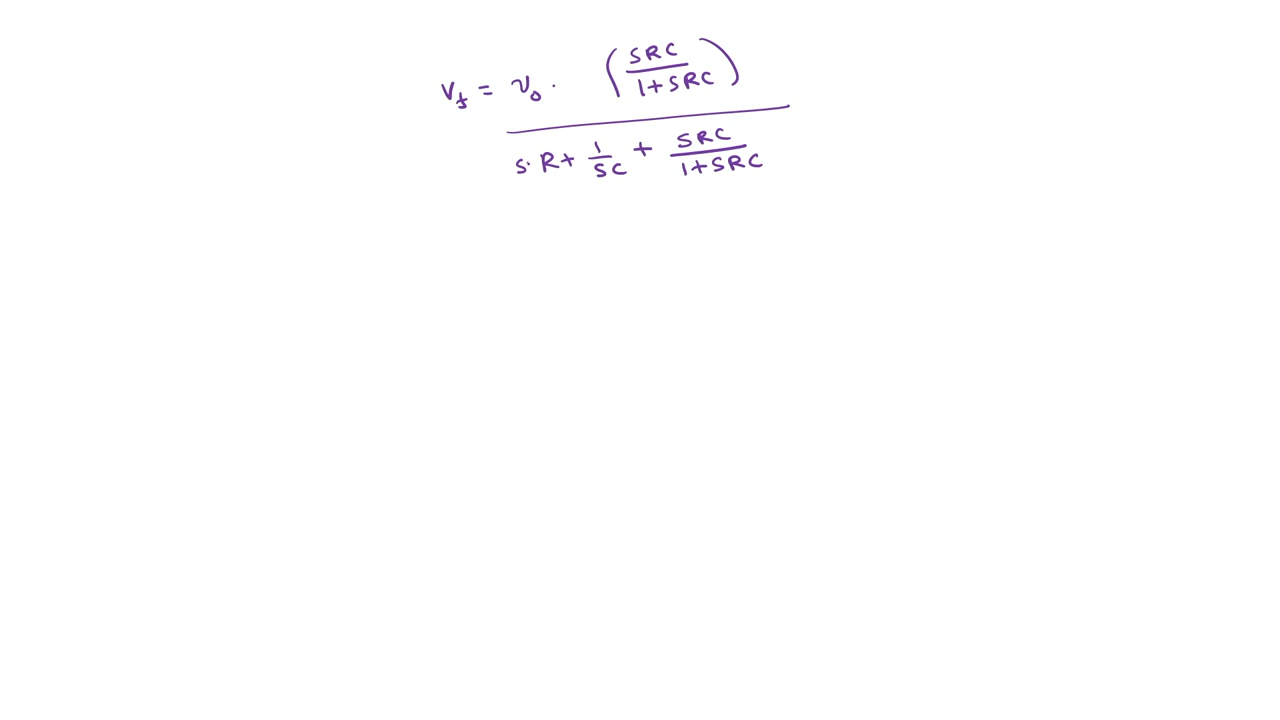 V_f = v_o · (SRC / 1+SRC)
S·R + 1/SC + SRC / 1+SRC